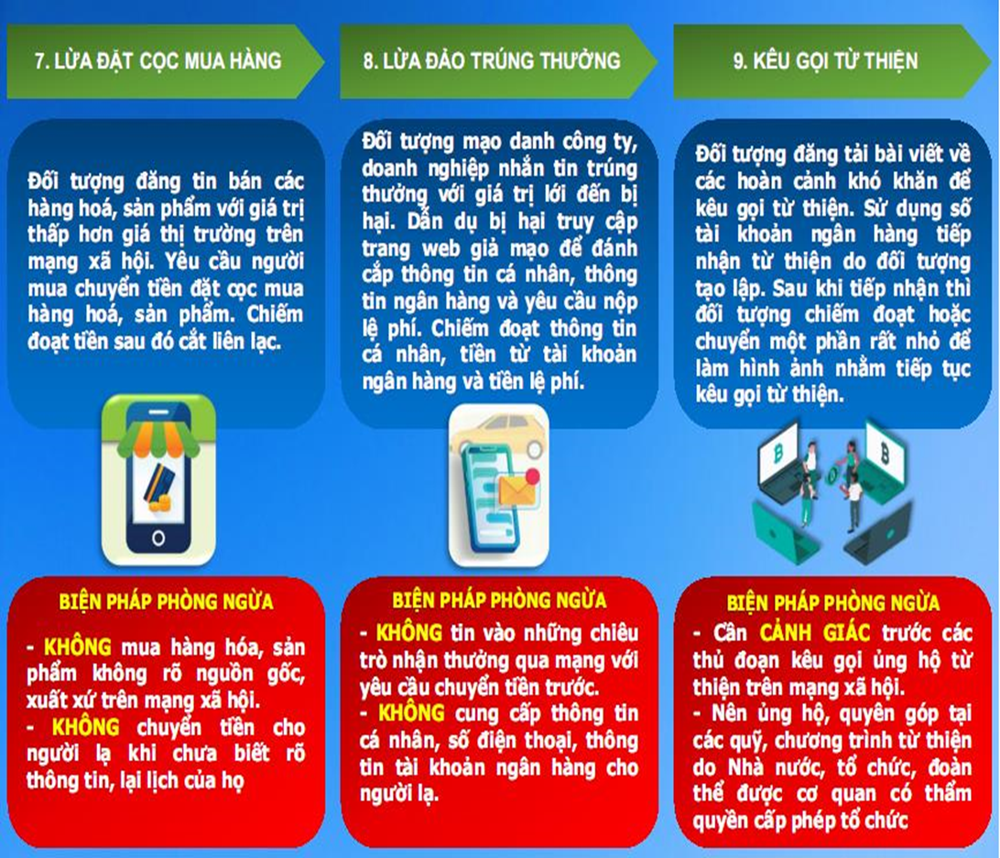 7. LỪA ĐẶT CỌC MUA HÀNG
Đối tượng đăng tin bán các
hàng hoá, sản phẩm với giá trị
thấp hơn giá thị trường trên
mạng xã hội. Yêu cầu người
mua chuyển tiền đặt cọc mua
hàng hoá, sản phẩm. Chiếm
đoạt tiền sau đó cắt liên lạc.
BIỆN PHÁP PHÒNG NGỪA
- KHÔNG mua hàng hóa, sản
phẩm không rõ nguồn gốc,
xuất xứ trên mạng xã hội.
- KHÔNG chuyển tiền cho
người lạ khi chưa biết rõ
thông tin, lại lịch của họ
8. LỪA ĐẢO TRÚNG THƯỞNG
Đối tượng mạo danh công ty,
doanh nghiệp nhắn tin trúng
thưởng với giá trị lới đến bị
hại. Dẫn dụ bị hại truy cập
trang web giả mạo để đánh
cắp thông tin cá nhân, thông
tin ngân hàng và yêu cầu nộp
lệ phí. Chiếm đoạt thông tin
cá nhân, tiền từ tài khoản
ngân hàng và tiền lệ phí.
BIỆN PHÁP PHÒNG NGỪA
- KHÔNG tin vào những chiêu
trò nhận thưởng qua mạng với
yêu cầu chuyển tiền trước.
- KHÔNG cung cấp thông tin
cá nhân, số điện thoại, thông
tin tài khoản ngân hàng cho
người lạ.
9. KÊU GỌI TỪ THIỆN
Đối tượng đăng tải bài viết về
các hoàn cảnh khó khăn để
kêu gọi từ thiện. Sử dụng số
tài khoản ngân hàng tiếp
nhận từ thiện do đối tượng
tạo lập. Sau khi tiếp nhận thì
đối tượng chiếm đoạt hoặc
chuyển một phần rất nhỏ để
làm hình ảnh nhằm tiếp tục
kêu gọi từ thiện.
B
B
BIỆN PHÁP PHÒNG NGỪA
- Cần CẢNH GIÁC trước các
thủ đoạn kêu gọi ủng hộ từ
thiện trên mạng xã hội.
- Nên ủng hộ, quyên góp tại
các quỹ, chương trình từ thiện
do Nhà nước, tổ chức, đoàn
thể được cơ quan có thẩm
quyền cấp phép tổ chức